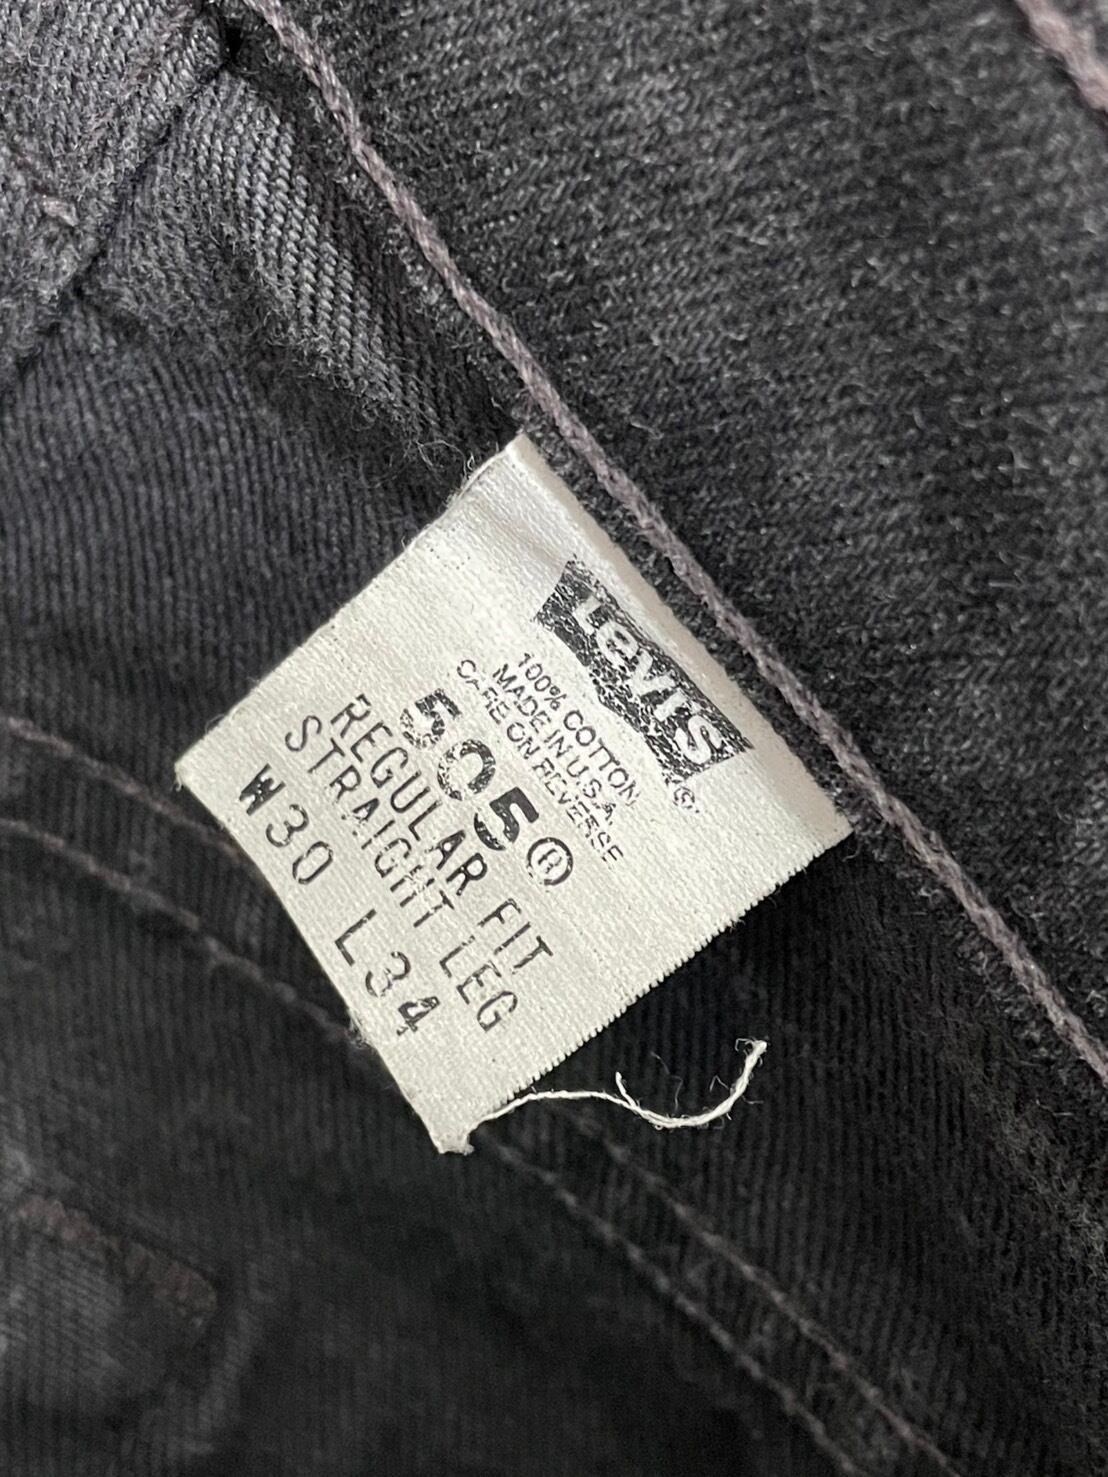 Levi's®
100% COTTON
MADE IN U.S.A.
CARE ON REVERSE
505®
REGULAR FIT
STRAIGHT LEG
W30 L34